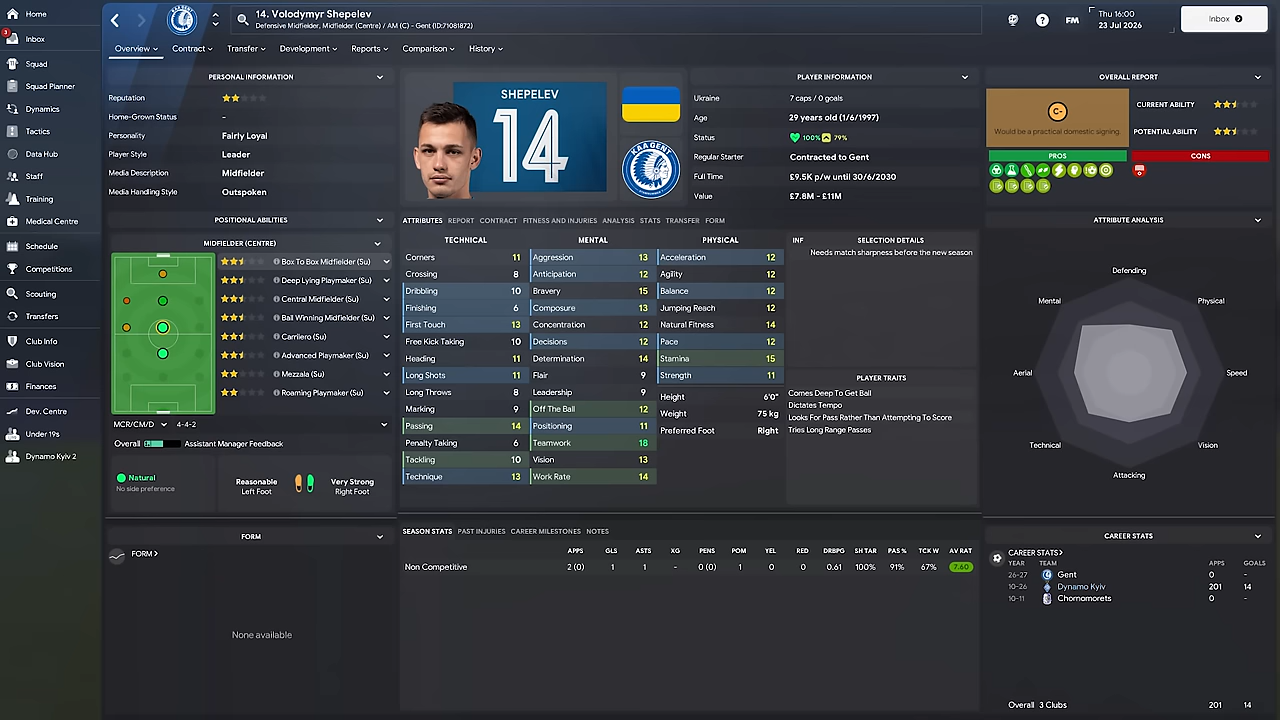 Home
3
Inbox
Squad
Squad Planner
Dynamics
Tactics
Data Hub
Staff
Training
Medical Centre
Schedule
Competitions
Scouting
Transfers
Club Info
Club Vision
Finances
Dev. Centre
Under 19s
Dynamo Kyiv 2
14. Volodymyr Shepelev
Defensive Midfielder, Midfielder (Centre) / AM (C) - Gent (ID:7081872)
FM
Thu 16:00
23 Jul 2026
Inbox
Overview
Contract
Transfer
Development
Reports
Comparison
History
PERSONAL INFORMATION
Reputation
Home-Grown Status -
Personality Fairly Loyal
Player Style Leader
Media Description Midfielder
Media Handling Style Outspoken
SHEPELEV
14
KAA GENT
PLAYER INFORMATION
Ukraine 7 caps / 0 goals
Age 29 years old (1/6/1997)
Status 100% 79%
Regular Starter Contracted to Gent
Full Time £9.5K p/w until 30/6/2030
Value £7.8M - £11M
OVERALL REPORT
C-
Would be a practical domestic signing
CURRENT ABILITY
POTENTIAL ABILITY
PROS
CONS
POSITIONAL ABILITIES
MIDFIELDER (CENTRE)
Box To Box Midfielder (Su)
Deep Lying Playmaker (Su)
Central Midfielder (Su)
Ball Winning Midfielder (Su)
Carrilero (Su)
Advanced Playmaker (Su)
Mezzala (Su)
Roaming Playmaker (Su)
MCR/CM/D 4-4-2
Overall Assistant Manager Feedback
Natural
No side preference
Reasonable
Left Foot
Very Strong
Right Foot
ATTRIBUTES REPORT CONTRACT FITNESS AND INJURIES ANALYSIS STATS TRANSFER FORM
TECHNICAL
Corners 11
Crossing 8
Dribbling 10
Finishing 6
First Touch 13
Free Kick Taking 10
Heading 11
Long Shots 11
Long Throws 8
Marking 9
Passing 14
Penalty Taking 6
Tackling 10
Technique 13
MENTAL
Aggression 13
Anticipation 12
Bravery 15
Composure 13
Concentration 12
Decisions 12
Determination 14
Flair 9
Leadership 9
Off The Ball 12
Positioning 11
Teamwork 18
Vision 13
Work Rate 14
PHYSICAL
Acceleration 12
Agility 12
Balance 12
Jumping Reach 12
Natural Fitness 14
Pace 12
Stamina 15
Strength 11
Height 6'0"
Weight 75 kg
Preferred Foot Right
INF SELECTION DETAILS
Needs match sharpness before the new season
PLAYER TRAITS
Comes Deep To Get Ball
Dictates Tempo
Looks For Pass Rather Than Attempting To Score
Tries Long Range Passes
ATTRIBUTE ANALYSIS
Defending
Physical
Speed
Vision
Attacking
Technical
Aerial
Mental
FORM
FORM >
None available
SEASON STATS PAST INJURIES CAREER MILESTONES NOTES
APPS GLS ASTS XG PENS POM YEL RED DRBPG SH TAR PAS % TCK W AV RAT
Non Competitive 2 (0) 1 1 - 0 (0) 1 0 0 0.61 100% 91% 67% 7.60
CAREER STATS
CAREER STATS >
YEAR TEAM APPS GOALS
26-27 Gent 0 -
10-26 Dynamo Kyiv 201 14
10-11 Chornomorets 0 -
Overall 3 Clubs 201 14